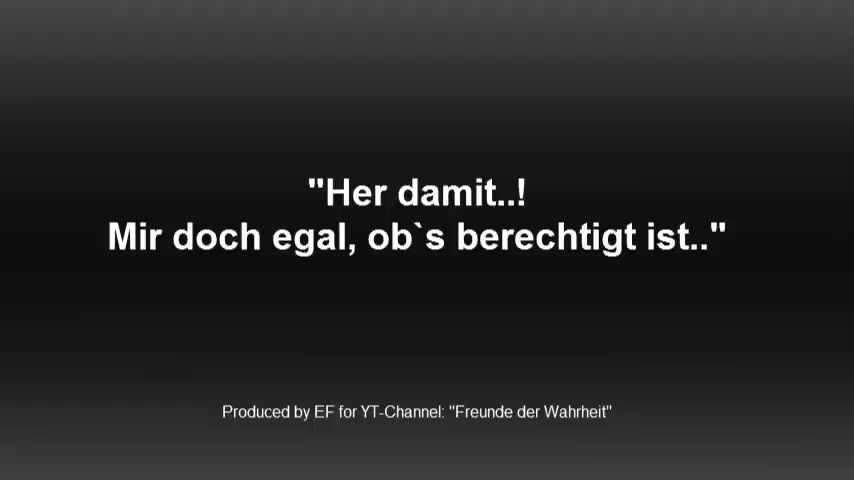 "Her damit..!
Mir doch egal, ob`s berechtigt ist.."
Produced by EF for YT-Channel: "Freunde der Wahrheit"